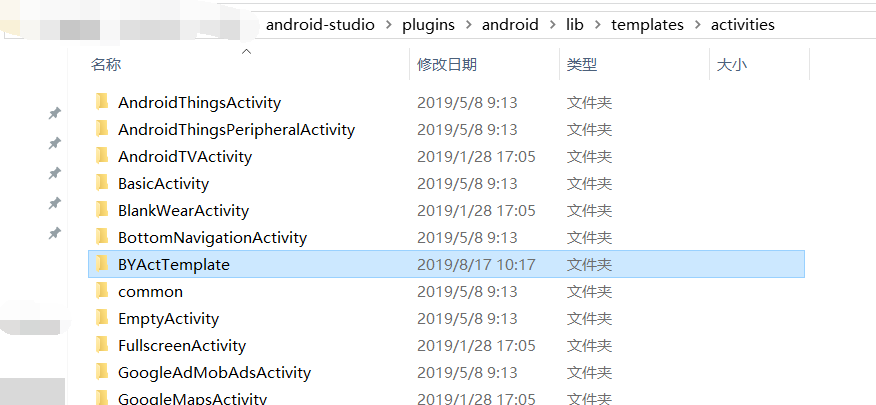 android-studio > plugins > android > lib > templates > activities
名称 修改日期 类型 大小
AndroidThingsActivity 2019/5/8 9:13 文件夹
AndroidThingsPeripheralActivity 2019/5/8 9:13 文件夹
AndroidTVActivity 2019/1/28 17:05 文件夹
BasicActivity 2019/5/8 9:13 文件夹
BlankWearActivity 2019/1/28 17:05 文件夹
BottomNavigationActivity 2019/5/8 9:13 文件夹
BYActTemplate 2019/8/17 10:17 文件夹
common 2019/5/8 9:13 文件夹
EmptyActivity 2019/5/8 9:13 文件夹
FullscreenActivity 2019/1/28 17:05 文件夹
GoogleAdMobAdsActivity 2019/5/8 9:13 文件夹
GoogleMapsActivity 2019/1/28 17:05 文件夹